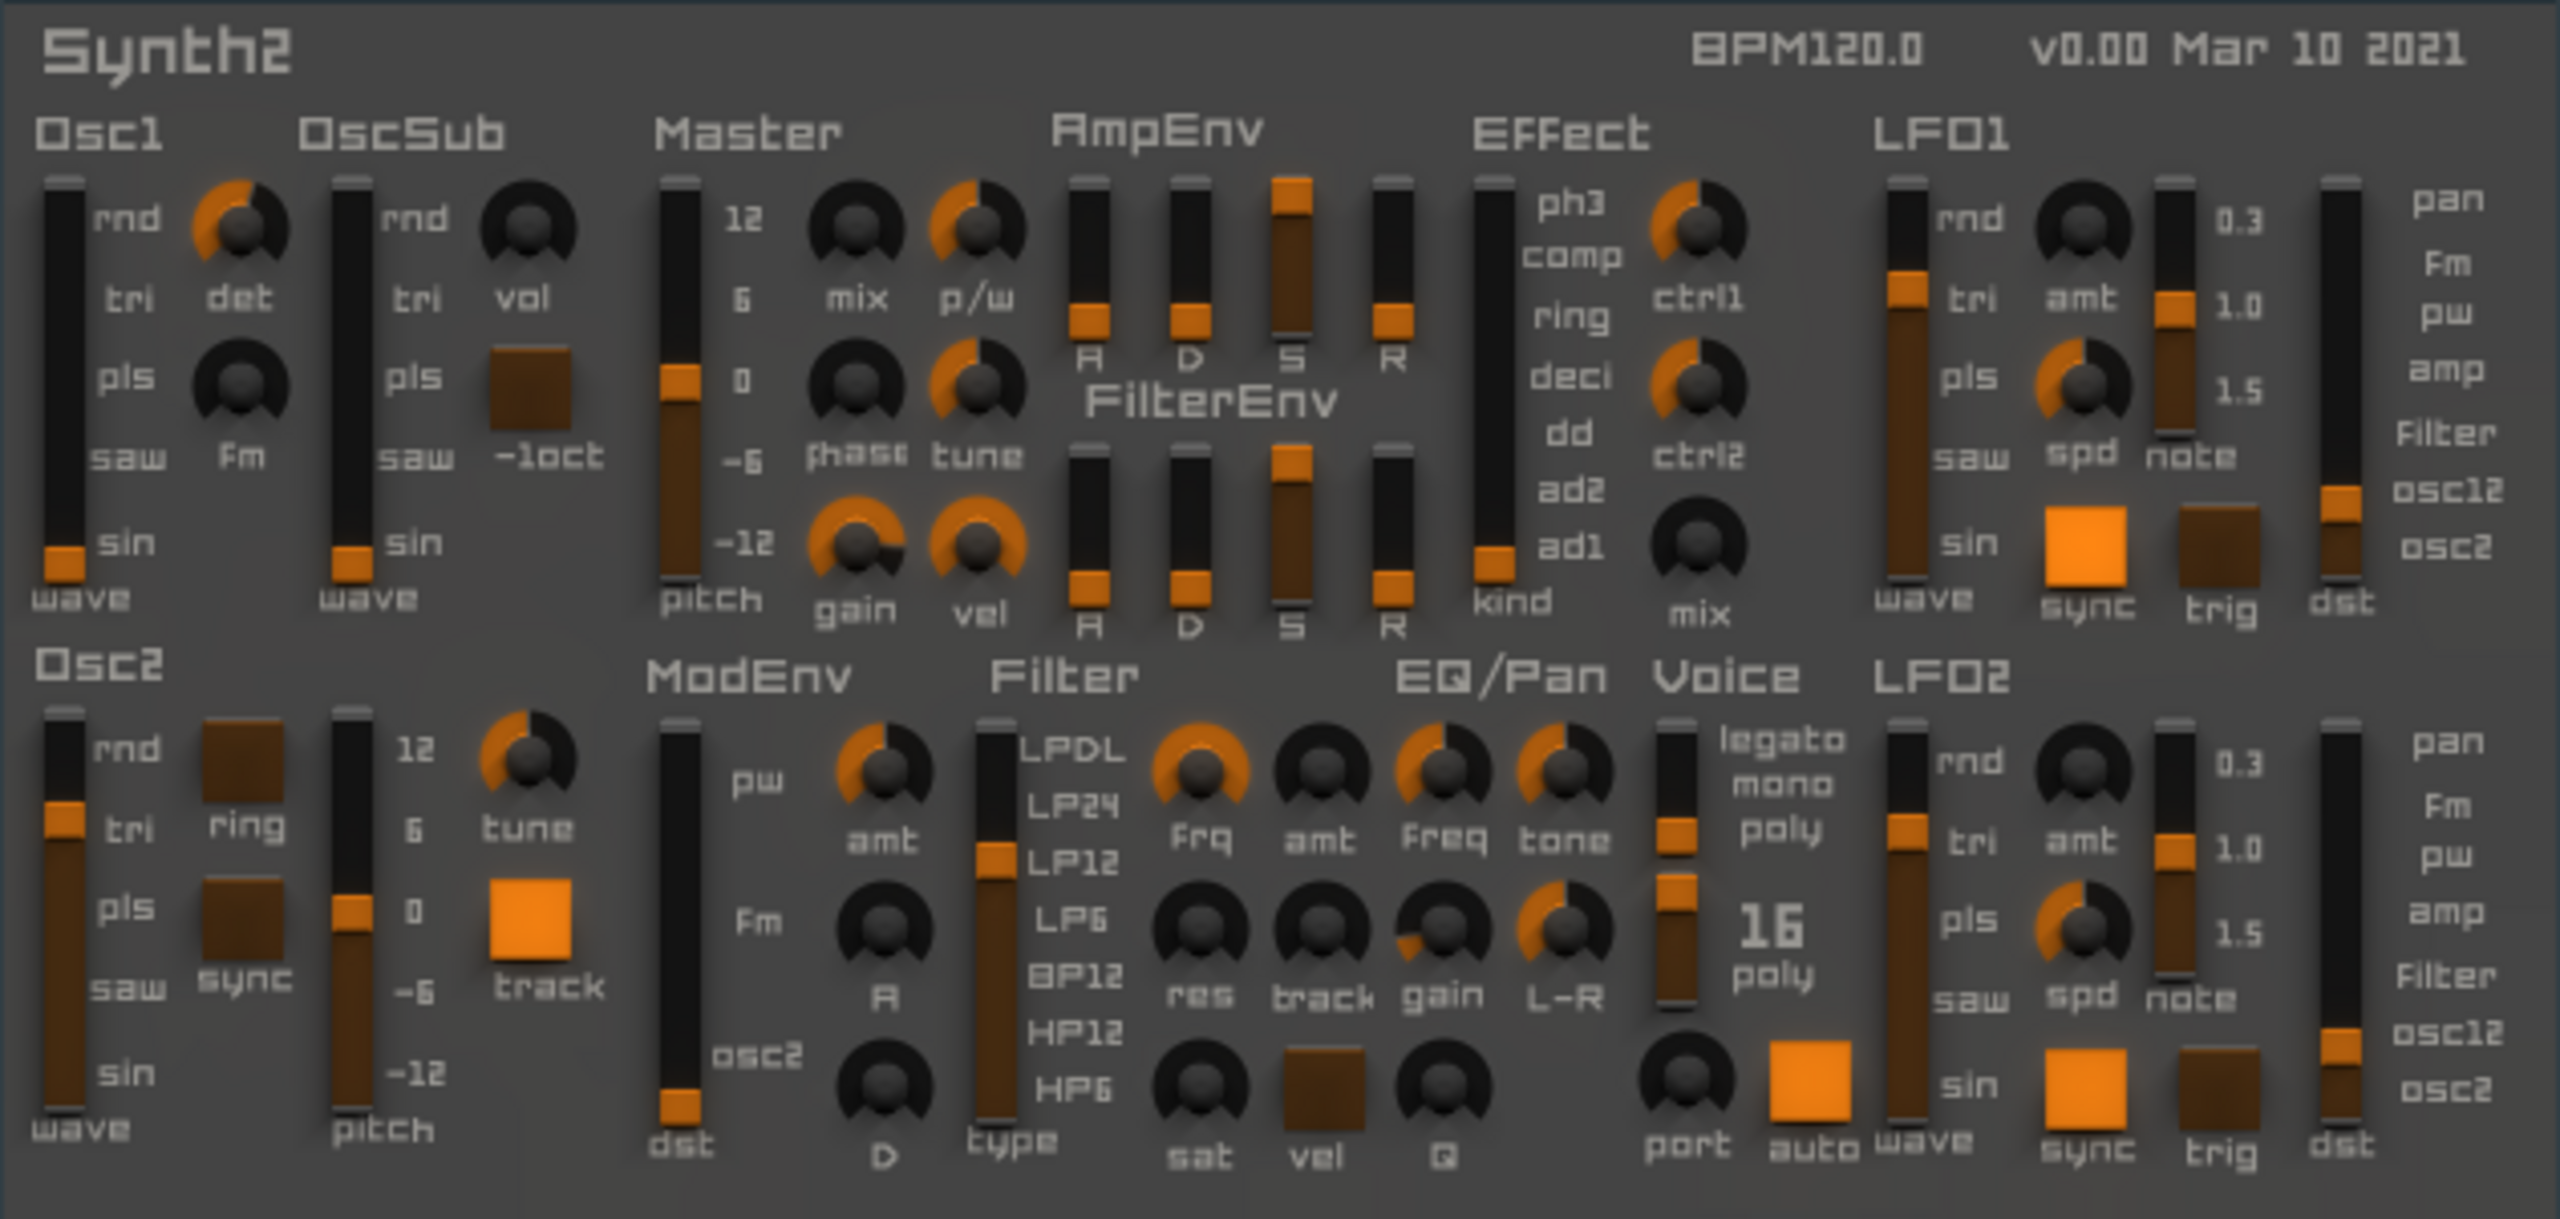 Synth2
BPM120.0
v0.00 Mar 10 2021
Osc1
rnd
tri
pls
saw
sin
wave
det
Fm
OscSub
rnd
tri
pls
saw
sin
wave
vol
-1oct
Master
12
6
0
-6
-12
pitch
mix
p/w
phase
tune
gain
vel
AmpEnv
A
D
S
R
FilterEnv
A
D
S
R
Effect
ph3
comp
ring
deci
dd
ad2
ad1
kind
ctrl1
ctrl2
mix
LFO1
rnd
tri
pls
saw
sin
wave
amt
spd
sync
0.3
1.0
1.5
note
trig
pan
Fm
pw
amp
Filter
osc12
osc2
dst
Osc2
rnd
tri
pls
saw
sin
wave
ring
sync
12
6
0
-6
-12
pitch
tune
track
ModEnv
pw
Fm
osc2
dst
amt
A
D
Filter
LPDL
LP24
LP12
LP6
BP12
HP12
HP6
type
frq
amt
res
track
sat
vel
EQ/Pan
Freq
tone
gain
L-R
Q
Voice
legato
mono
poly
16
poly
port
auto
LFO2
rnd
tri
pls
saw
sin
wave
amt
spd
sync
0.3
1.0
1.5
note
trig
pan
Fm
pw
amp
Filter
osc12
osc2
dst